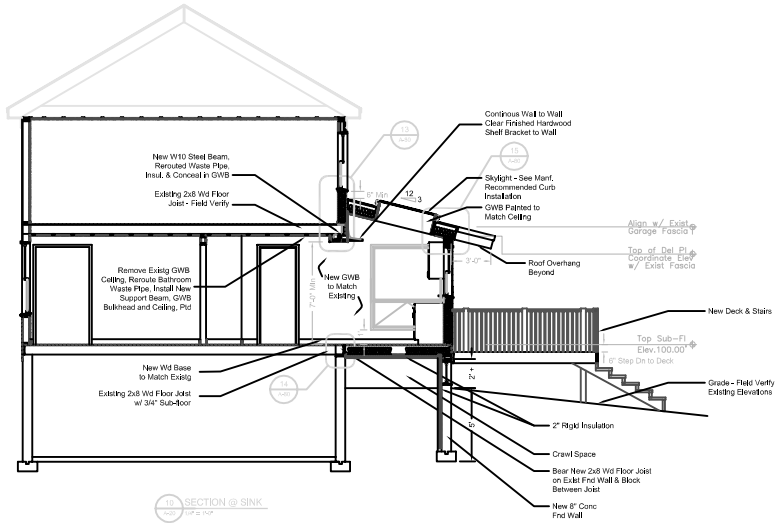 Continous Wall to Wall
Clear Finished Hardwood
Shelf Bracket to Wall
13
15
New W10 Steel Beam,
Rerouted Waste Pipe,
Insul. & Conceal in GWB
Existing 2x8 Wd Floor
Joist - Field Verify
6" Min
12
3
Skylight - See Manf.
Recommended Curb
Installation
GWB Painted to
Match Ceiling
Align w/ Exist
Garage Fascia
Top of Dbl Pl
Coordinate Elev
w/ Exist Fascia
3'-0"
Roof Overhang
Beyond
Remove Existg GWB
Ceiling, Reroute Bathroom
Waste Pipe, Install New
Support Beam, GWB
Bulkhead and Ceiling, Ptd
7'-0" Min
New GWB
to Match
Existing
New Deck & Stairs
Top Sub-Fl
Elev.100.00'
6" Step Dn to Deck
New Wd Base
to Match Existg
Existing 2x8 Wd Floor Joist
w/ 3/4" Sub-floor
14
± 2'
Grade - Field Verify
Existing Elevations
5'
2" Rigid Insulation
Crawl Space
Bear New 2x8 Wd Floor Joist
on Exist Fnd Wall & Block
Between Joist
New 8" Conc
Fnd Wall
SECTION @ SINK